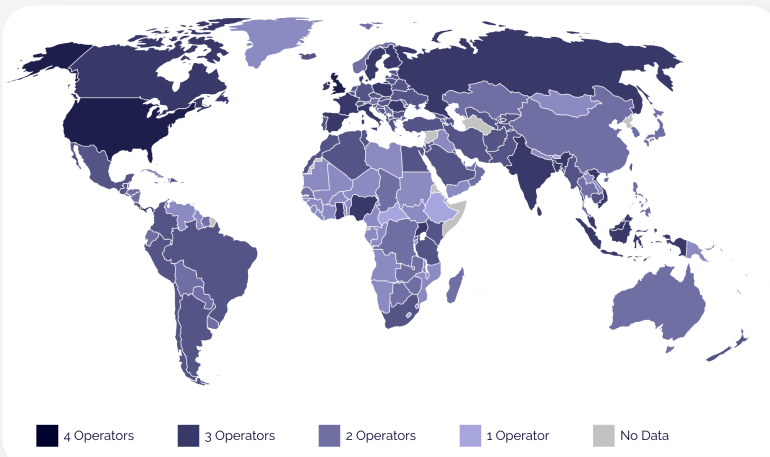 4 Operators
3 Operators
2 Operators
1 Operator
No Data